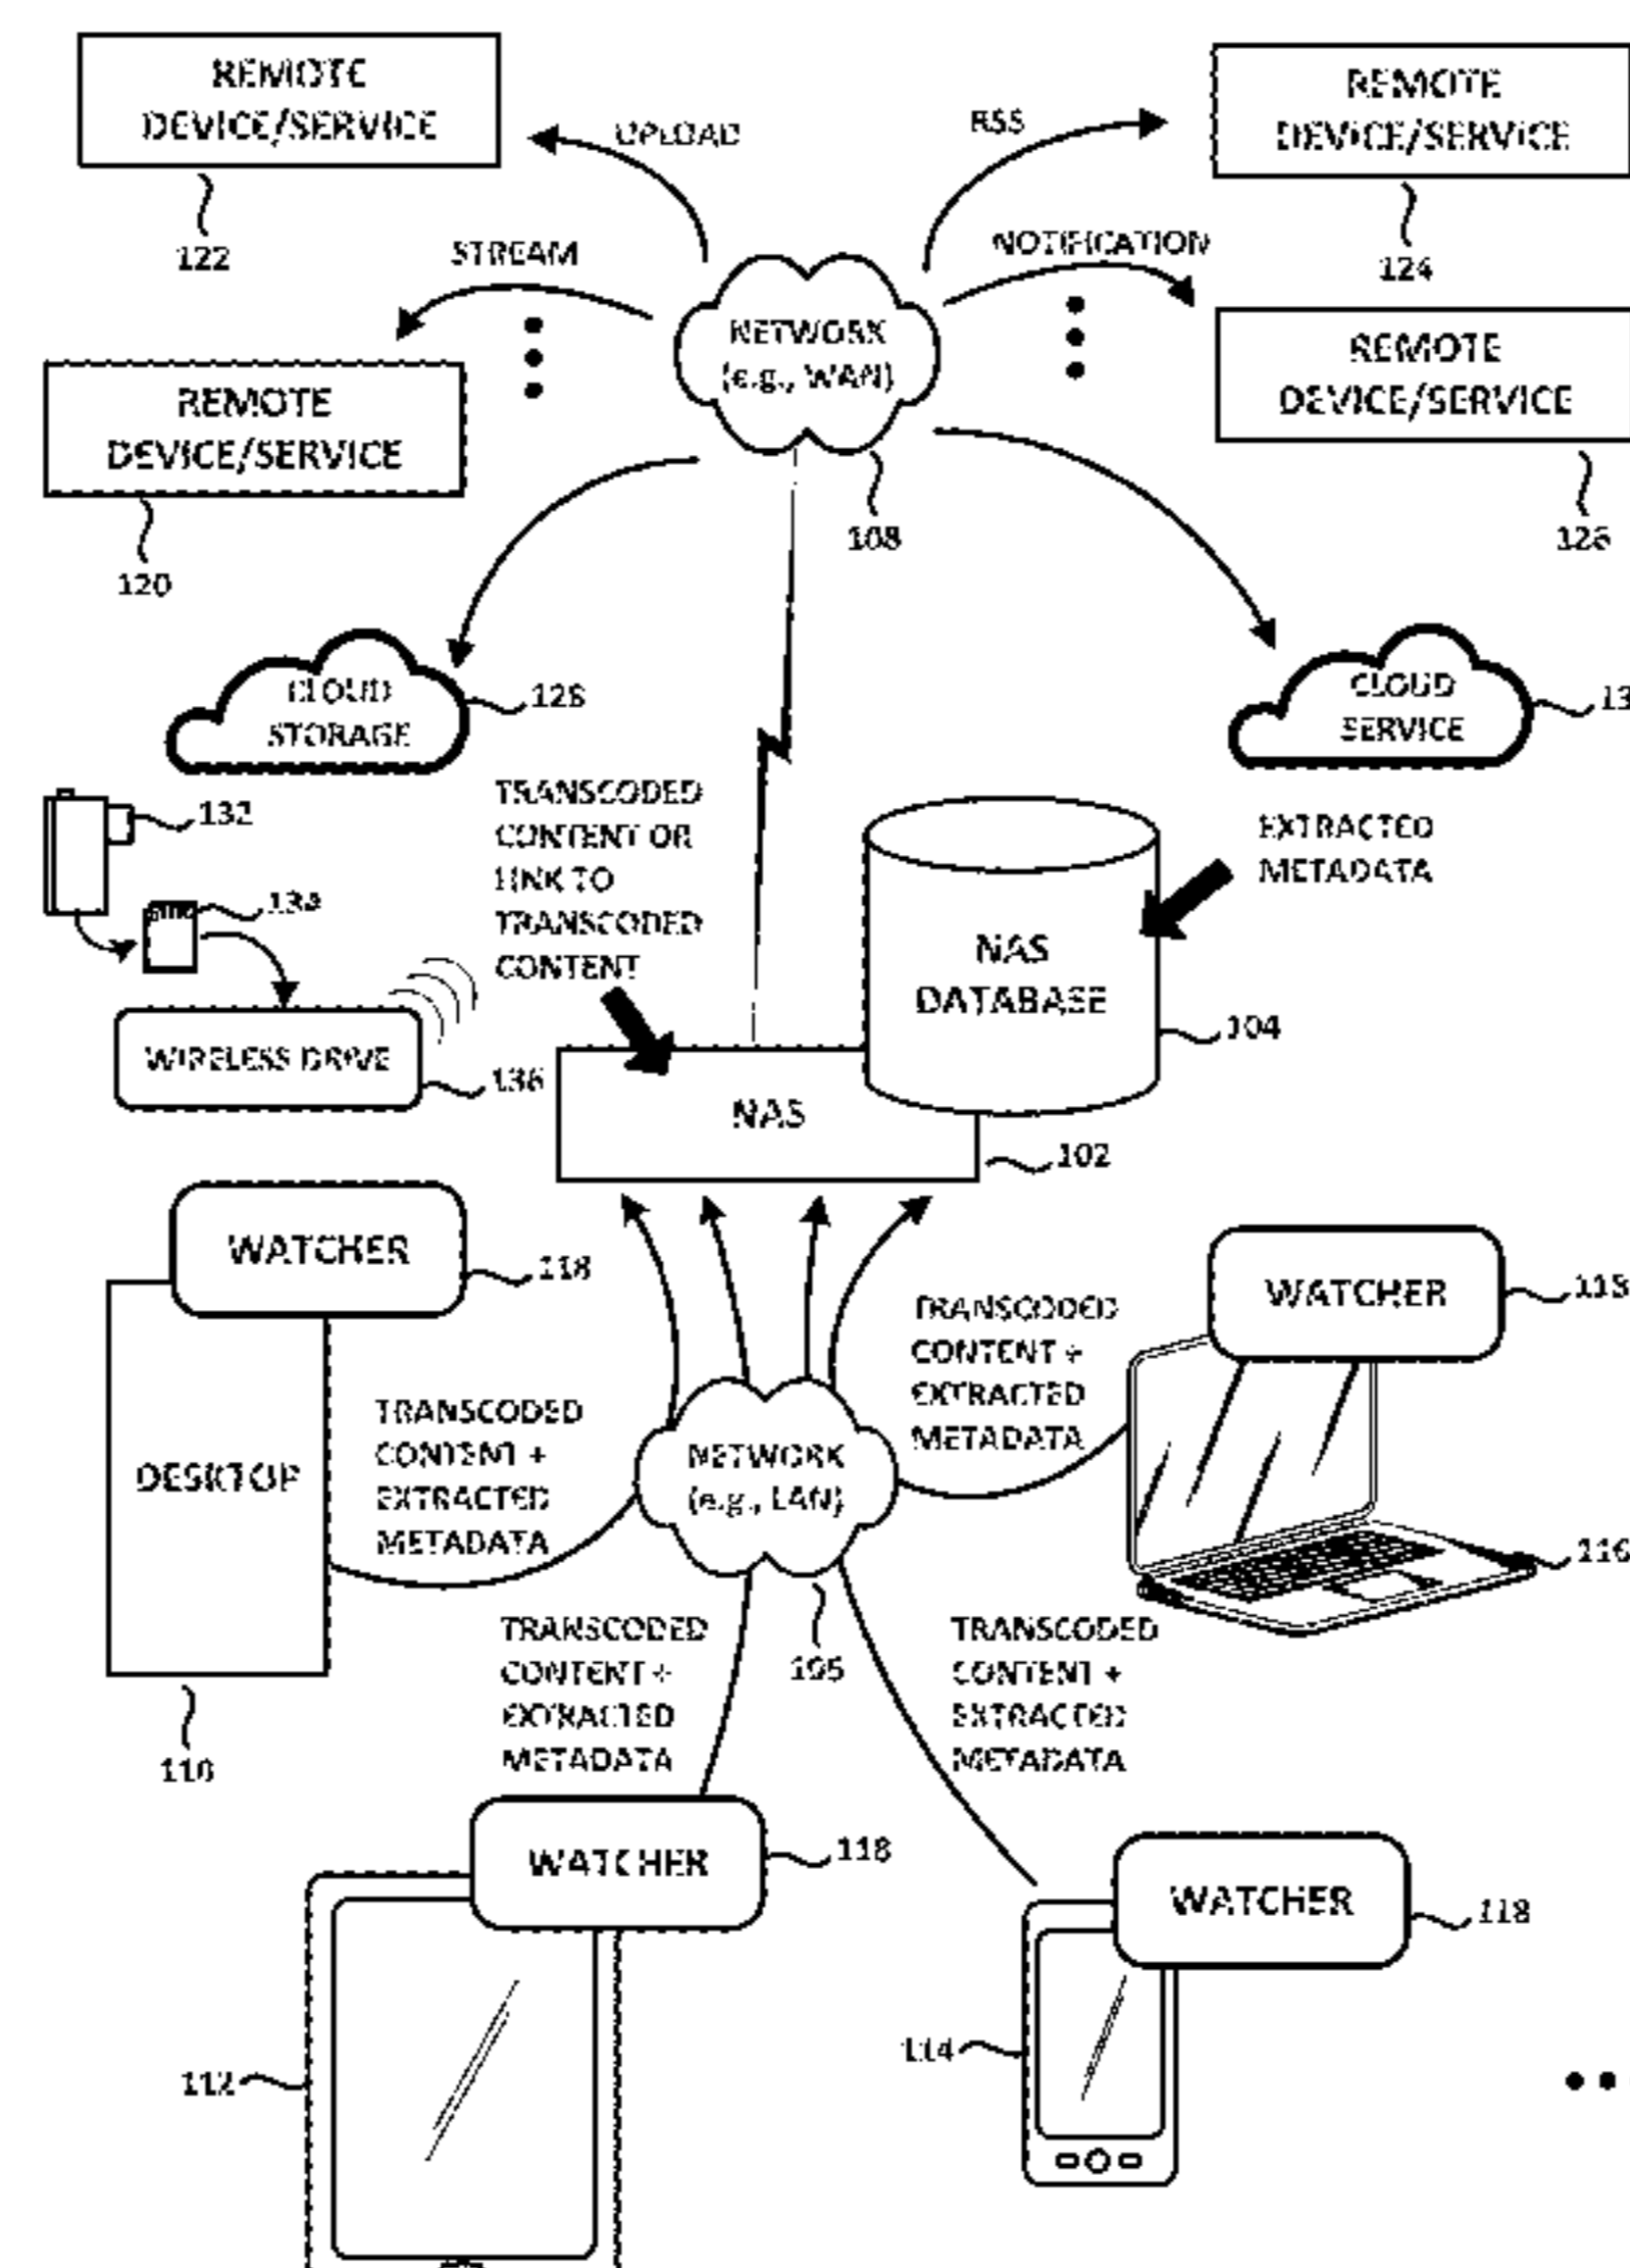 REMOTE
DEVICE/SERVICE
122
UPLOAD
RSS
REMOTE
DEVICE/SERVICE
124
STREAM
NOTIFICATION
NETWORK
(e.g., WAN)
108
REMOTE
DEVICE/SERVICE
120
REMOTE
DEVICE/SERVICE
126
CLOUD
STORAGE
128
CLOUD
SERVICE
132
134
WIRELESS DRIVE
136
TRANSCODED
CONTENT OR
LINK TO
TRANSCODED
CONTENT
NAS
DATABASE
104
EXTRACTED
METADATA
NAS
102
WATCHER
118
DESKTOP
110
TRANSCODED
CONTENT +
EXTRACTED
METADATA
NETWORK
(e.g., LAN)
106
TRANSCODED
CONTENT +
EXTRACTED
METADATA
WATCHER
118
116
TRANSCODED
CONTENT +
EXTRACTED
METADATA
TRANSCODED
CONTENT +
EXTRACTED
METADATA
WATCHER
118
112
WATCHER
118
114